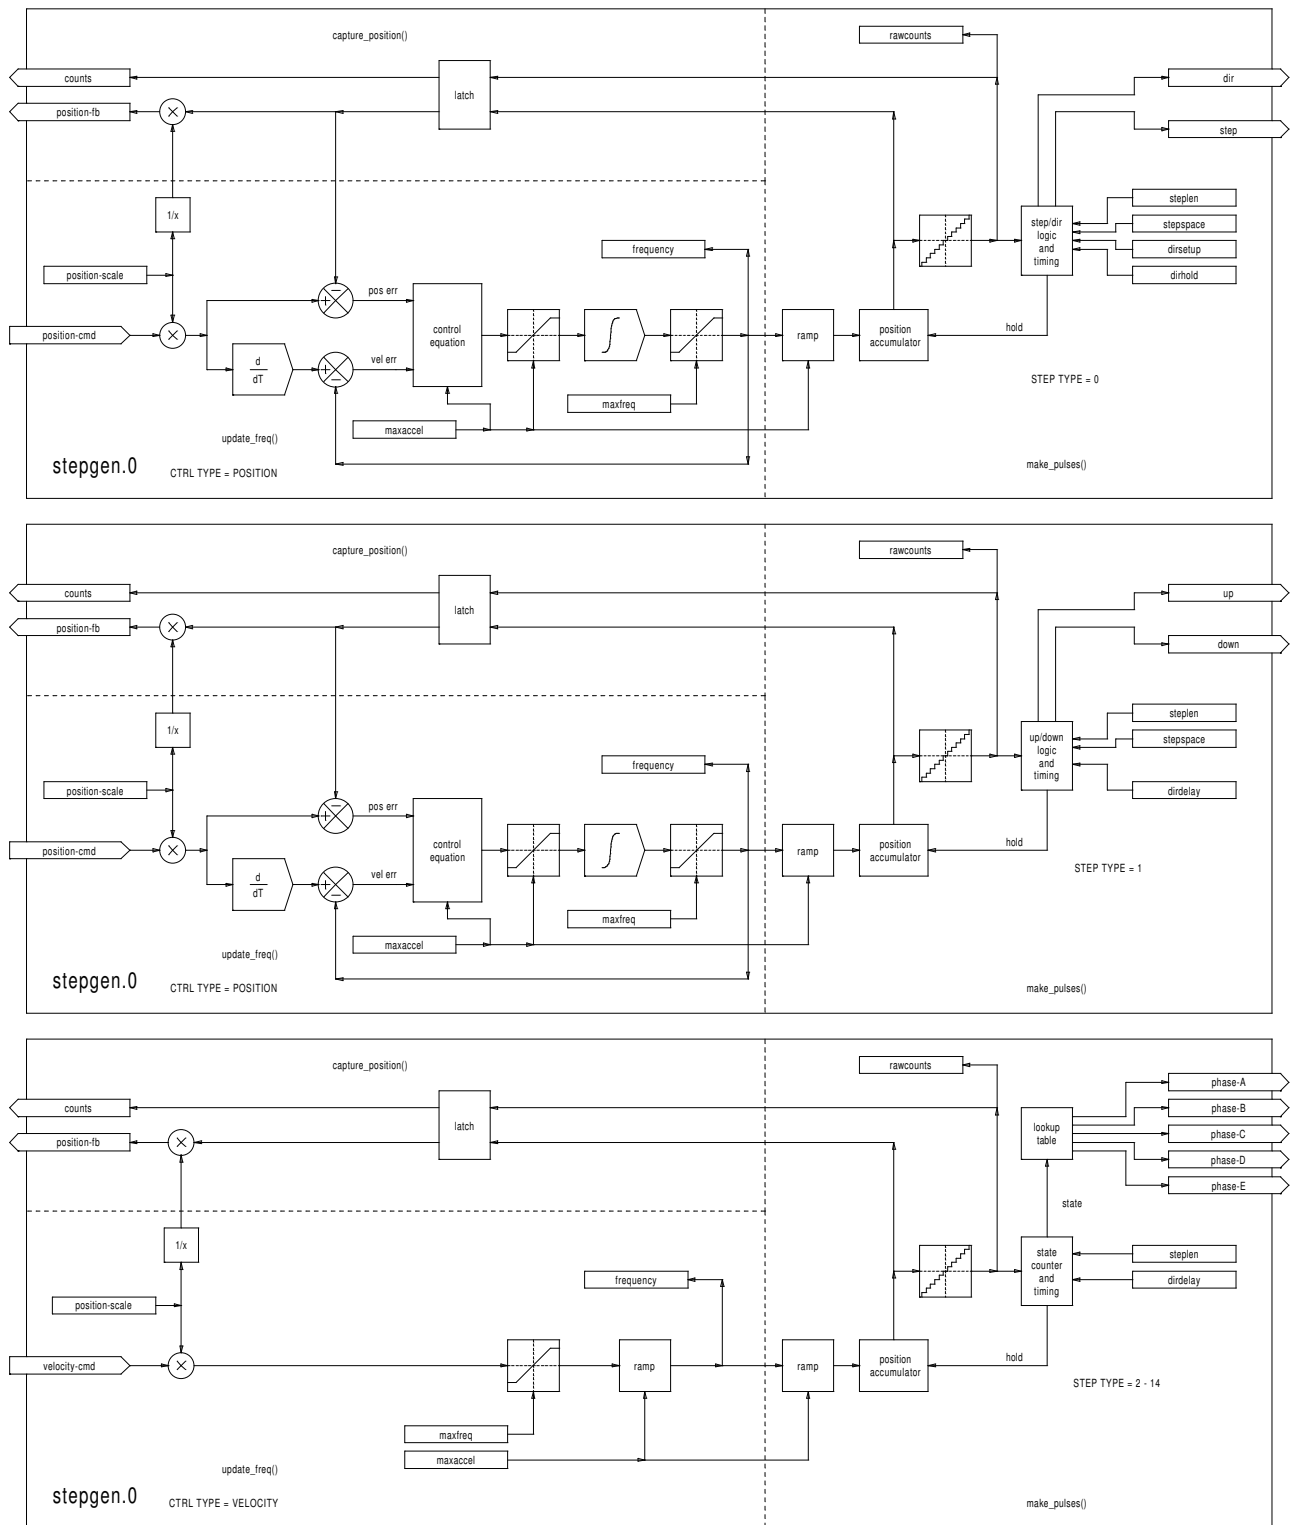 capture_position()
rawcounts
counts
latch
dir
position-fb
step
1/x
steplen
step/dir
logic
and
timing
stepspace
frequency
dirsetup
position-scale
dirhold
pos err
position-cmd
control
equation
ramp
position
accumulator
hold
vel err
d
dT
STEP TYPE = 0
maxfreq
maxaccel
update_freq()
stepgen.0
CTRL TYPE = POSITION
make_pulses()
capture_position()
rawcounts
counts
latch
up
position-fb
down
1/x
steplen
up/down
logic
and
timing
stepspace
frequency
position-scale
dirdelay
pos err
position-cmd
control
equation
ramp
position
accumulator
hold
vel err
d
dT
STEP TYPE = 1
maxfreq
maxaccel
update_freq()
stepgen.0
CTRL TYPE = POSITION
make_pulses()
capture_position()
rawcounts
phase-A
counts
phase-B
latch
lookup
table
phase-C
position-fb
phase-D
phase-E
state
1/x
state
counter
and
timing
steplen
frequency
dirdelay
position-scale
velocity-cmd
ramp
ramp
position
accumulator
hold
STEP TYPE = 2 - 14
maxfreq
maxaccel
update_freq()
stepgen.0
CTRL TYPE = VELOCITY
make_pulses()